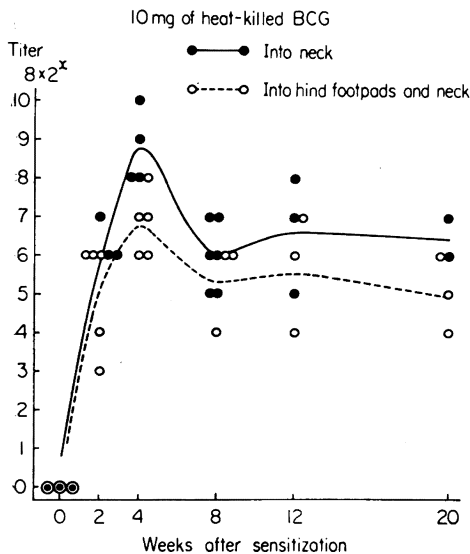 10 mg of heat-killed BCG
Titer
8×2^x
Into neck
Into hind footpads and neck
10
9
8
7
6
5
4
3
2
1
0
0 2 4 8 12 20
Weeks after sensitization